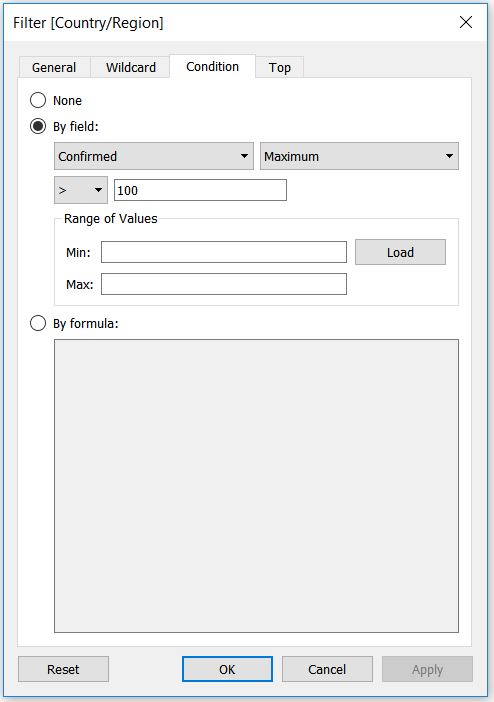 Filter [Country/Region]
General Wildcard Condition Top
None
By field:
Confirmed Maximum
> 100
Range of Values
Min: Load
Max:
By formula:
Reset OK Cancel Apply